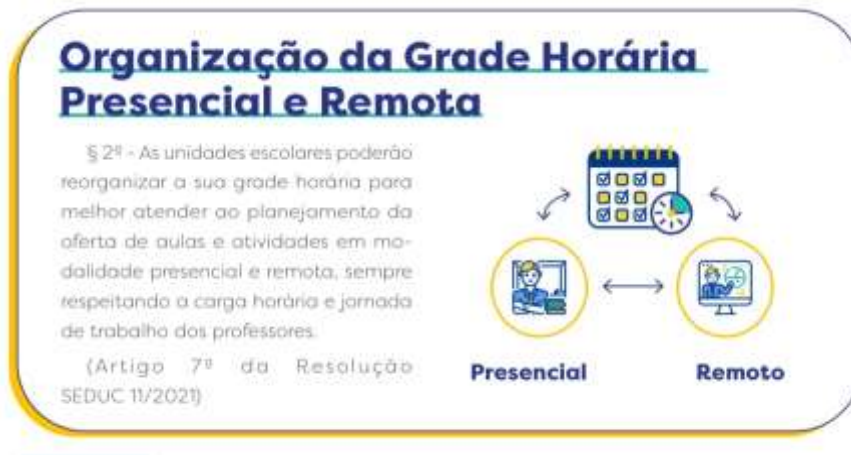 Organização da Grade Horária
Presencial e Remota
§ 2º - As unidades escolares poderão
reorganizar a sua grade horária para
melhor atender ao planejamento da
oferta de aulas e atividades em mo-
dalidade presencial e remota, sempre
respeitando a carga horária e jornada
de trabalho dos professores.
(Artigo 7º da Resolução
SEDUC 11/2021)
Presencial
Remoto